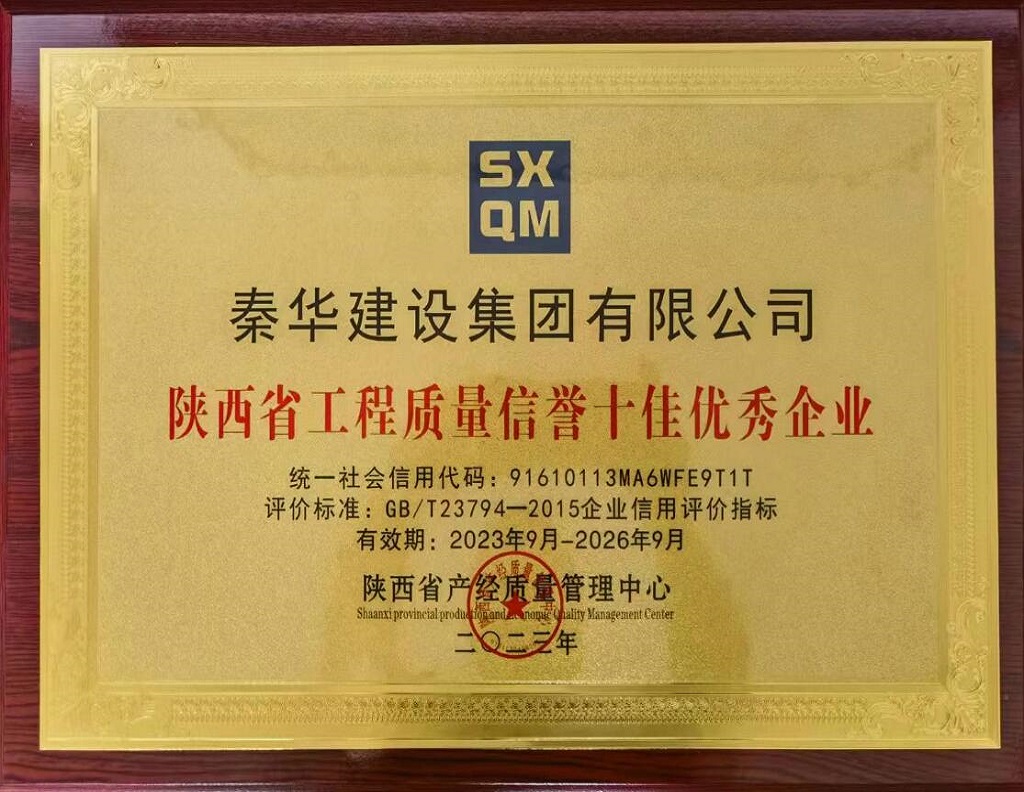 SX
QM
秦华建设集团有限公司
陕西省工程质量信誉十佳优秀企业
统一社会信用代码：91610113MA6WFE9T1T
评价标准：GB/T23794—2015企业信用评价指标
有效期：2023年9月-2026年9月
陕西省产经质量管理中心
Shaanxi provincial production and economic Quality Management Center
二〇二三年